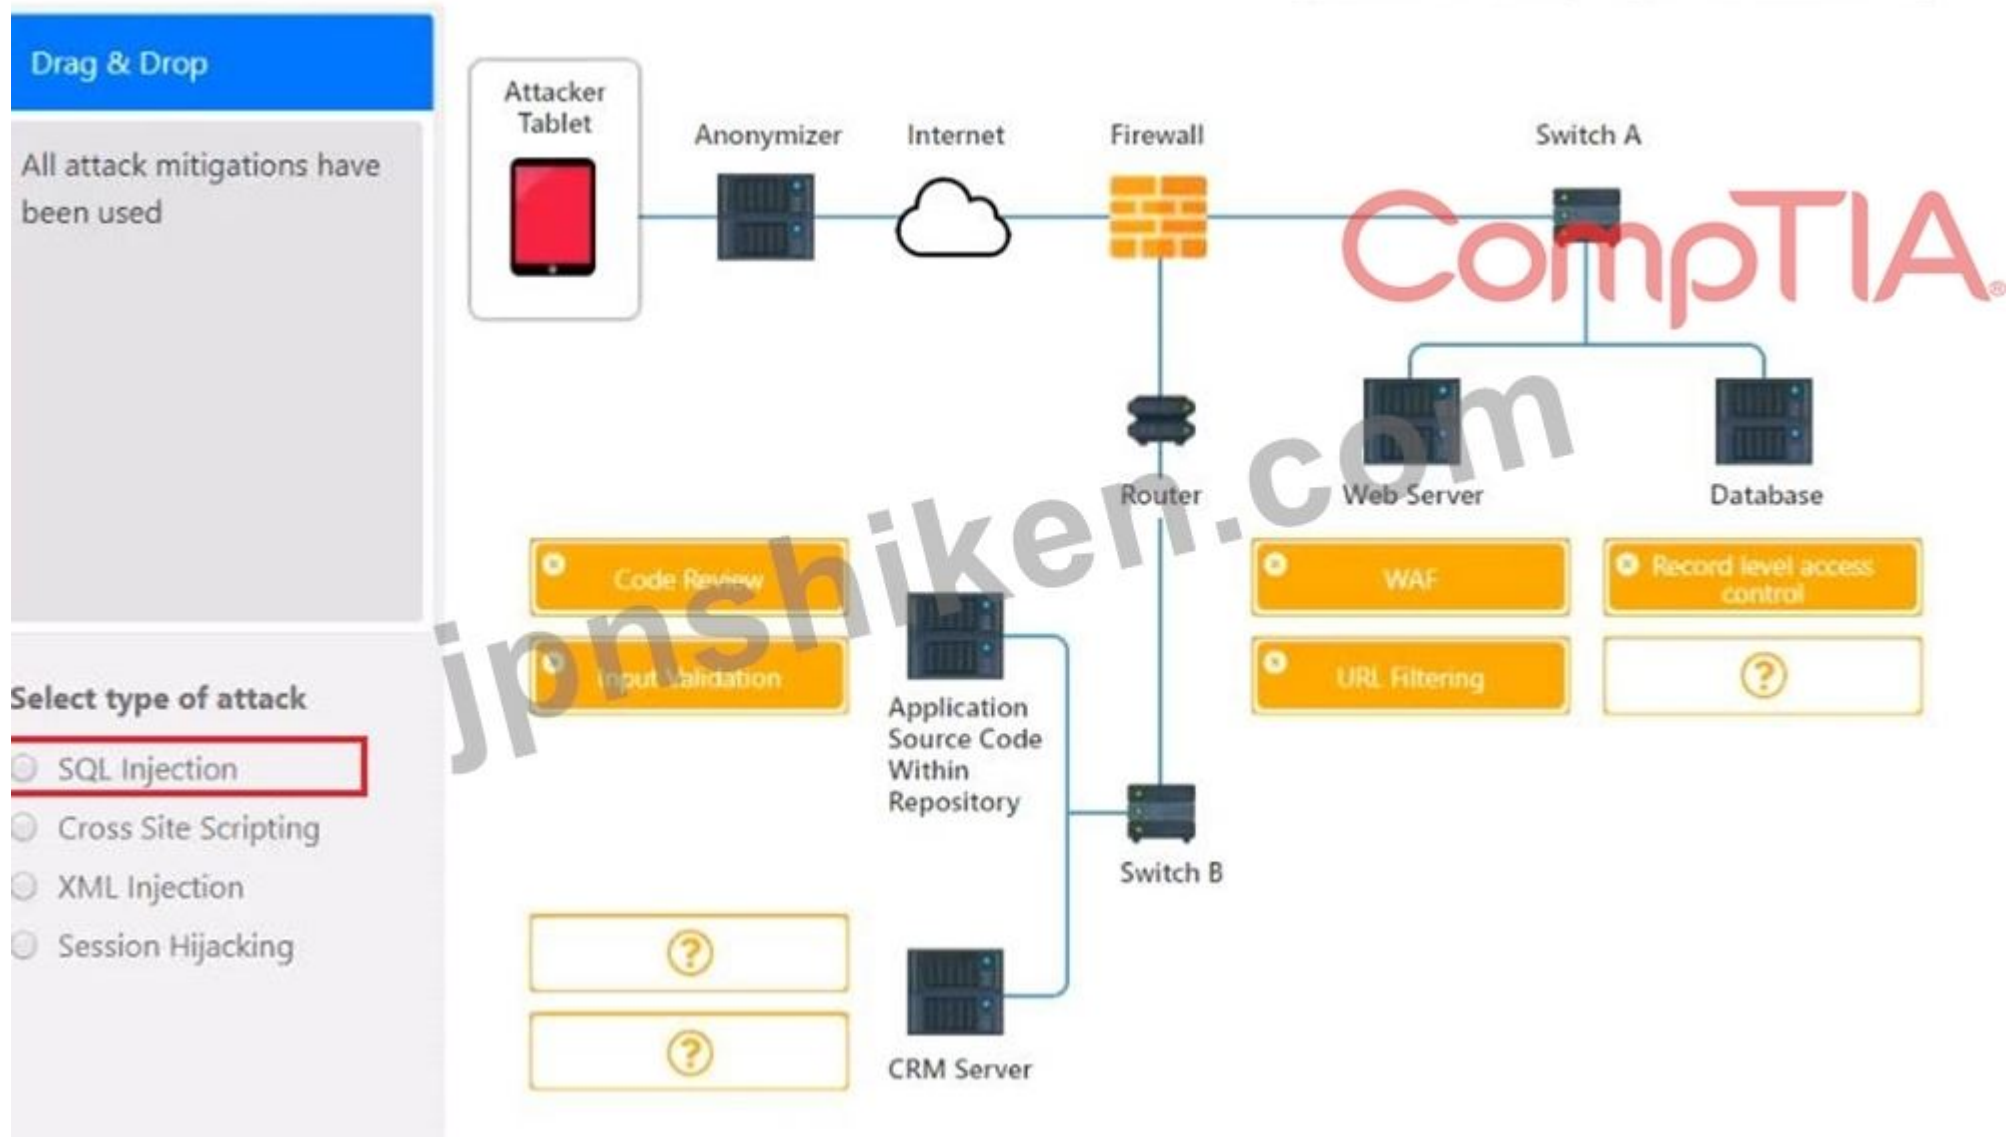 Drag & Drop
All attack mitigations have
been used
Select type of attack
SQL Injection
Cross Site Scripting
XML Injection
Session Hijacking
Attacker
Tablet
Anonymizer
Internet
Firewall
Switch A
CompTIA®
Router
Web Server
Database
Code Review
Input Validation
WAF
URL Filtering
Record level access
control
?
Application
Source Code
Within
Repository
Switch B
?
?
CRM Server
jpnshiken.com